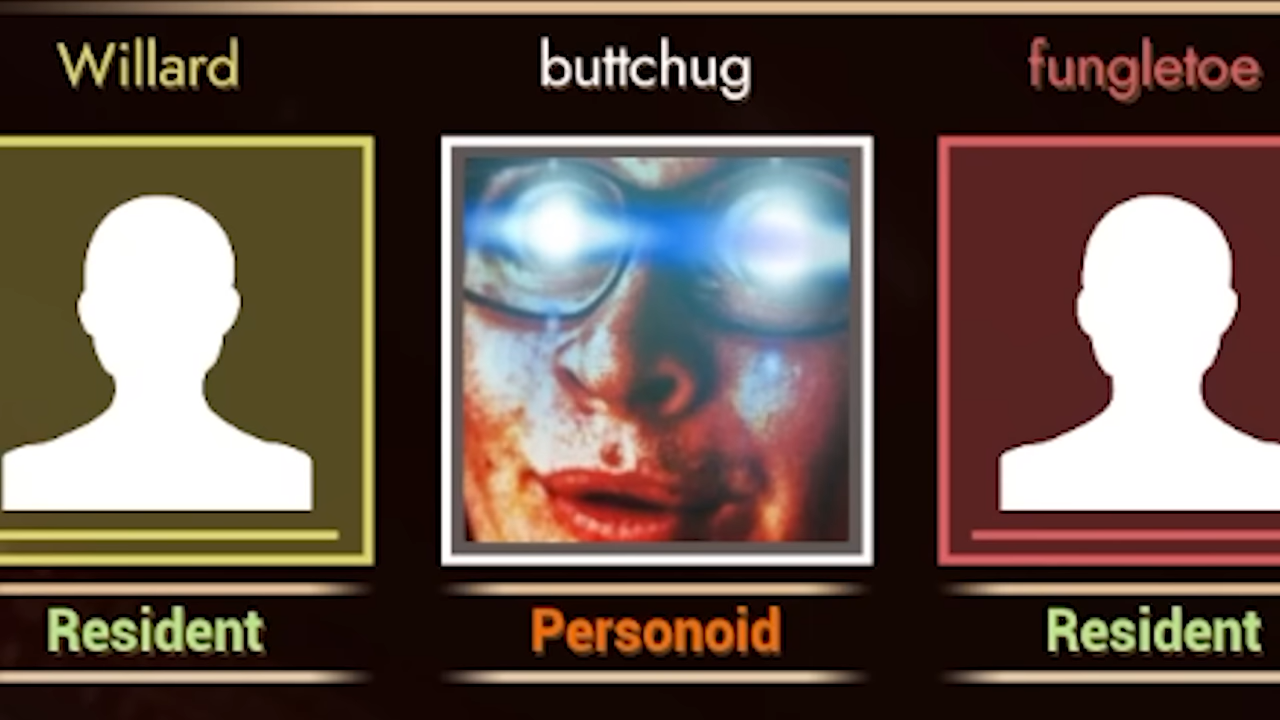 Willard
buttchug
fungletoe
Resident
Personoid
Resident